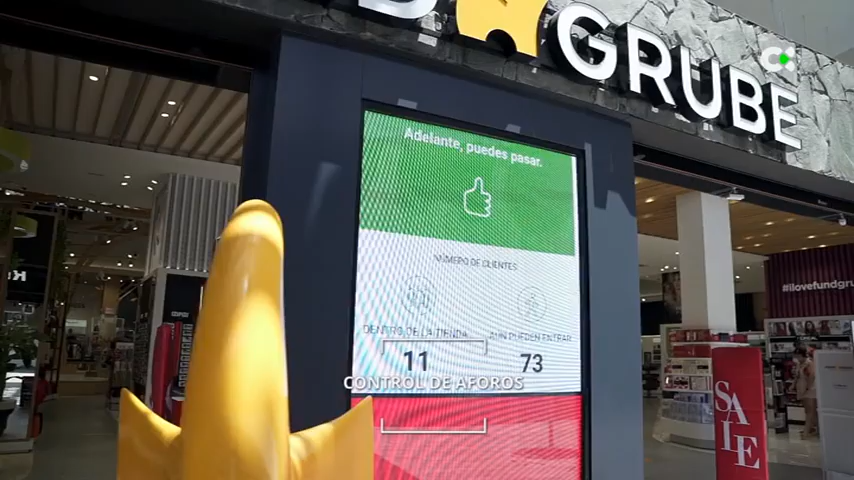 GRUBE
Adelante, puedes pasar.
NÚMERO DE CLIENTES
DENTRO DE LA TIENDA
AÚN PUEDEN ENTRAR
11
73
CONTROL DE AFOROS
#ilovefundgru
SALE